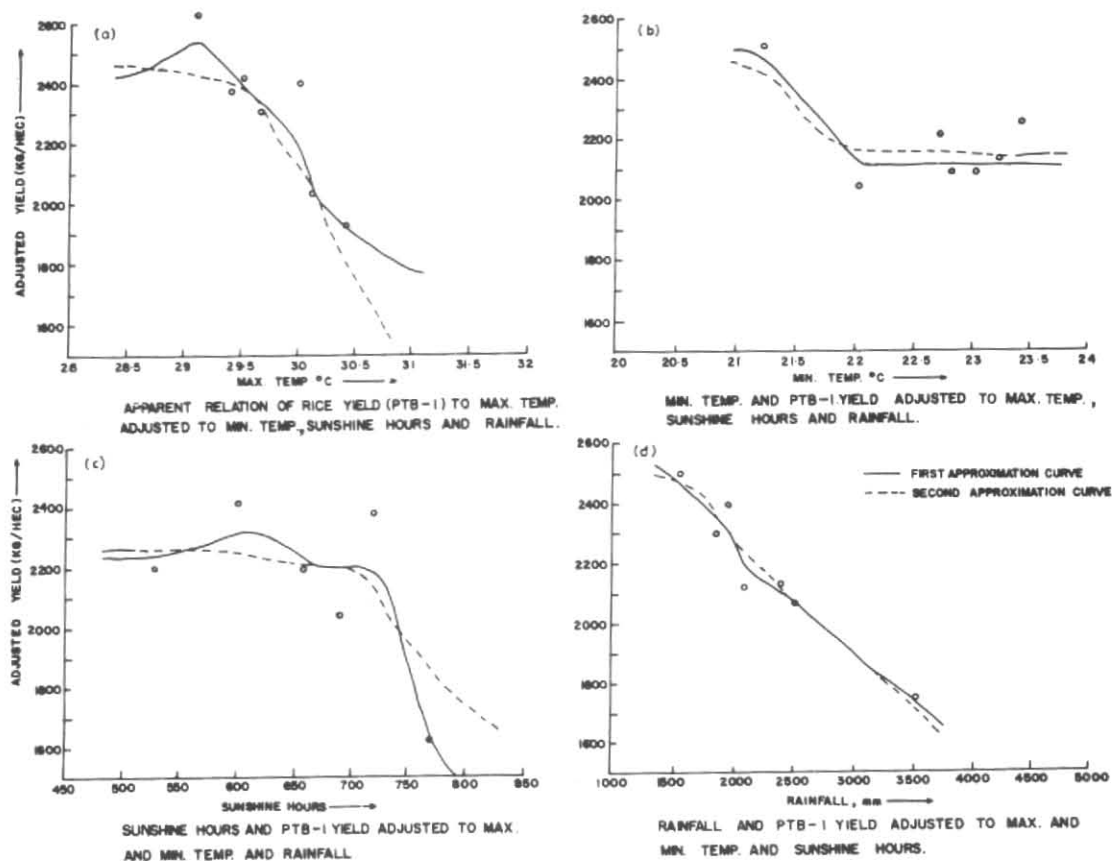 (a)
ADJUSTED YIELD (KG/HEC)
2600
2400
2200
2000
1800
1600
28 28·5 29 29·5 30 30·5 31 31·5 32
MAX. TEMP °C
APPARENT RELATION OF RICE YIELD (PTB-1) TO MAX. TEMP.
ADJUSTED TO MIN. TEMP., SUNSHINE HOURS AND RAINFALL.
(b)
2600
2400
2200
2000
1800
1600
20 20·5 21 21·5 22 22·5 23 23·5 24
MIN. TEMP. °C
MIN. TEMP. AND PTB-1. YIELD ADJUSTED TO MAX. TEMP.,
SUNSHINE HOURS AND RAINFALL.
(c)
ADJUSTED YIELD (KG/HEC)
2600
2400
2200
2000
1800
1600
450 500 550 600 650 700 750 800 850
SUNSHINE HOURS
SUNSHINE HOURS AND PTB-1 YIELD ADJUSTED TO MAX.
AND MIN. TEMP. AND RAINFALL
(d)
FIRST APPROXIMATION CURVE
SECOND APPROXIMATION CURVE
2600
2400
2200
2000
1800
1600
1000 1500 2000 2500 3000 3500 4000 4500 5000
RAINFALL, mm
RAINFALL AND PTB-1 YIELD ADJUSTED TO MAX. AND
MIN. TEMP. AND SUNSHINE HOURS.